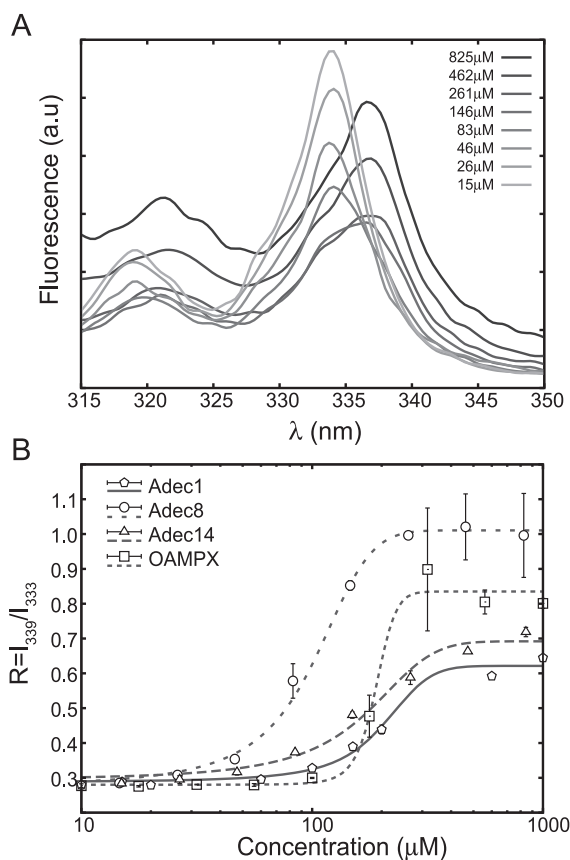 A
Fluorescence (a.u)
825μM
462μM
261μM
146μM
83μM
46μM
26μM
15μM
315 320 325 330 335 340 345 350
λ (nm)
B
R=I339/I333
1.1
1.0
0.9
0.8
0.7
0.6
0.5
0.4
0.3
Adec1
Adec8
Adec14
OAMPX
10 100 1000
Concentration (μM)